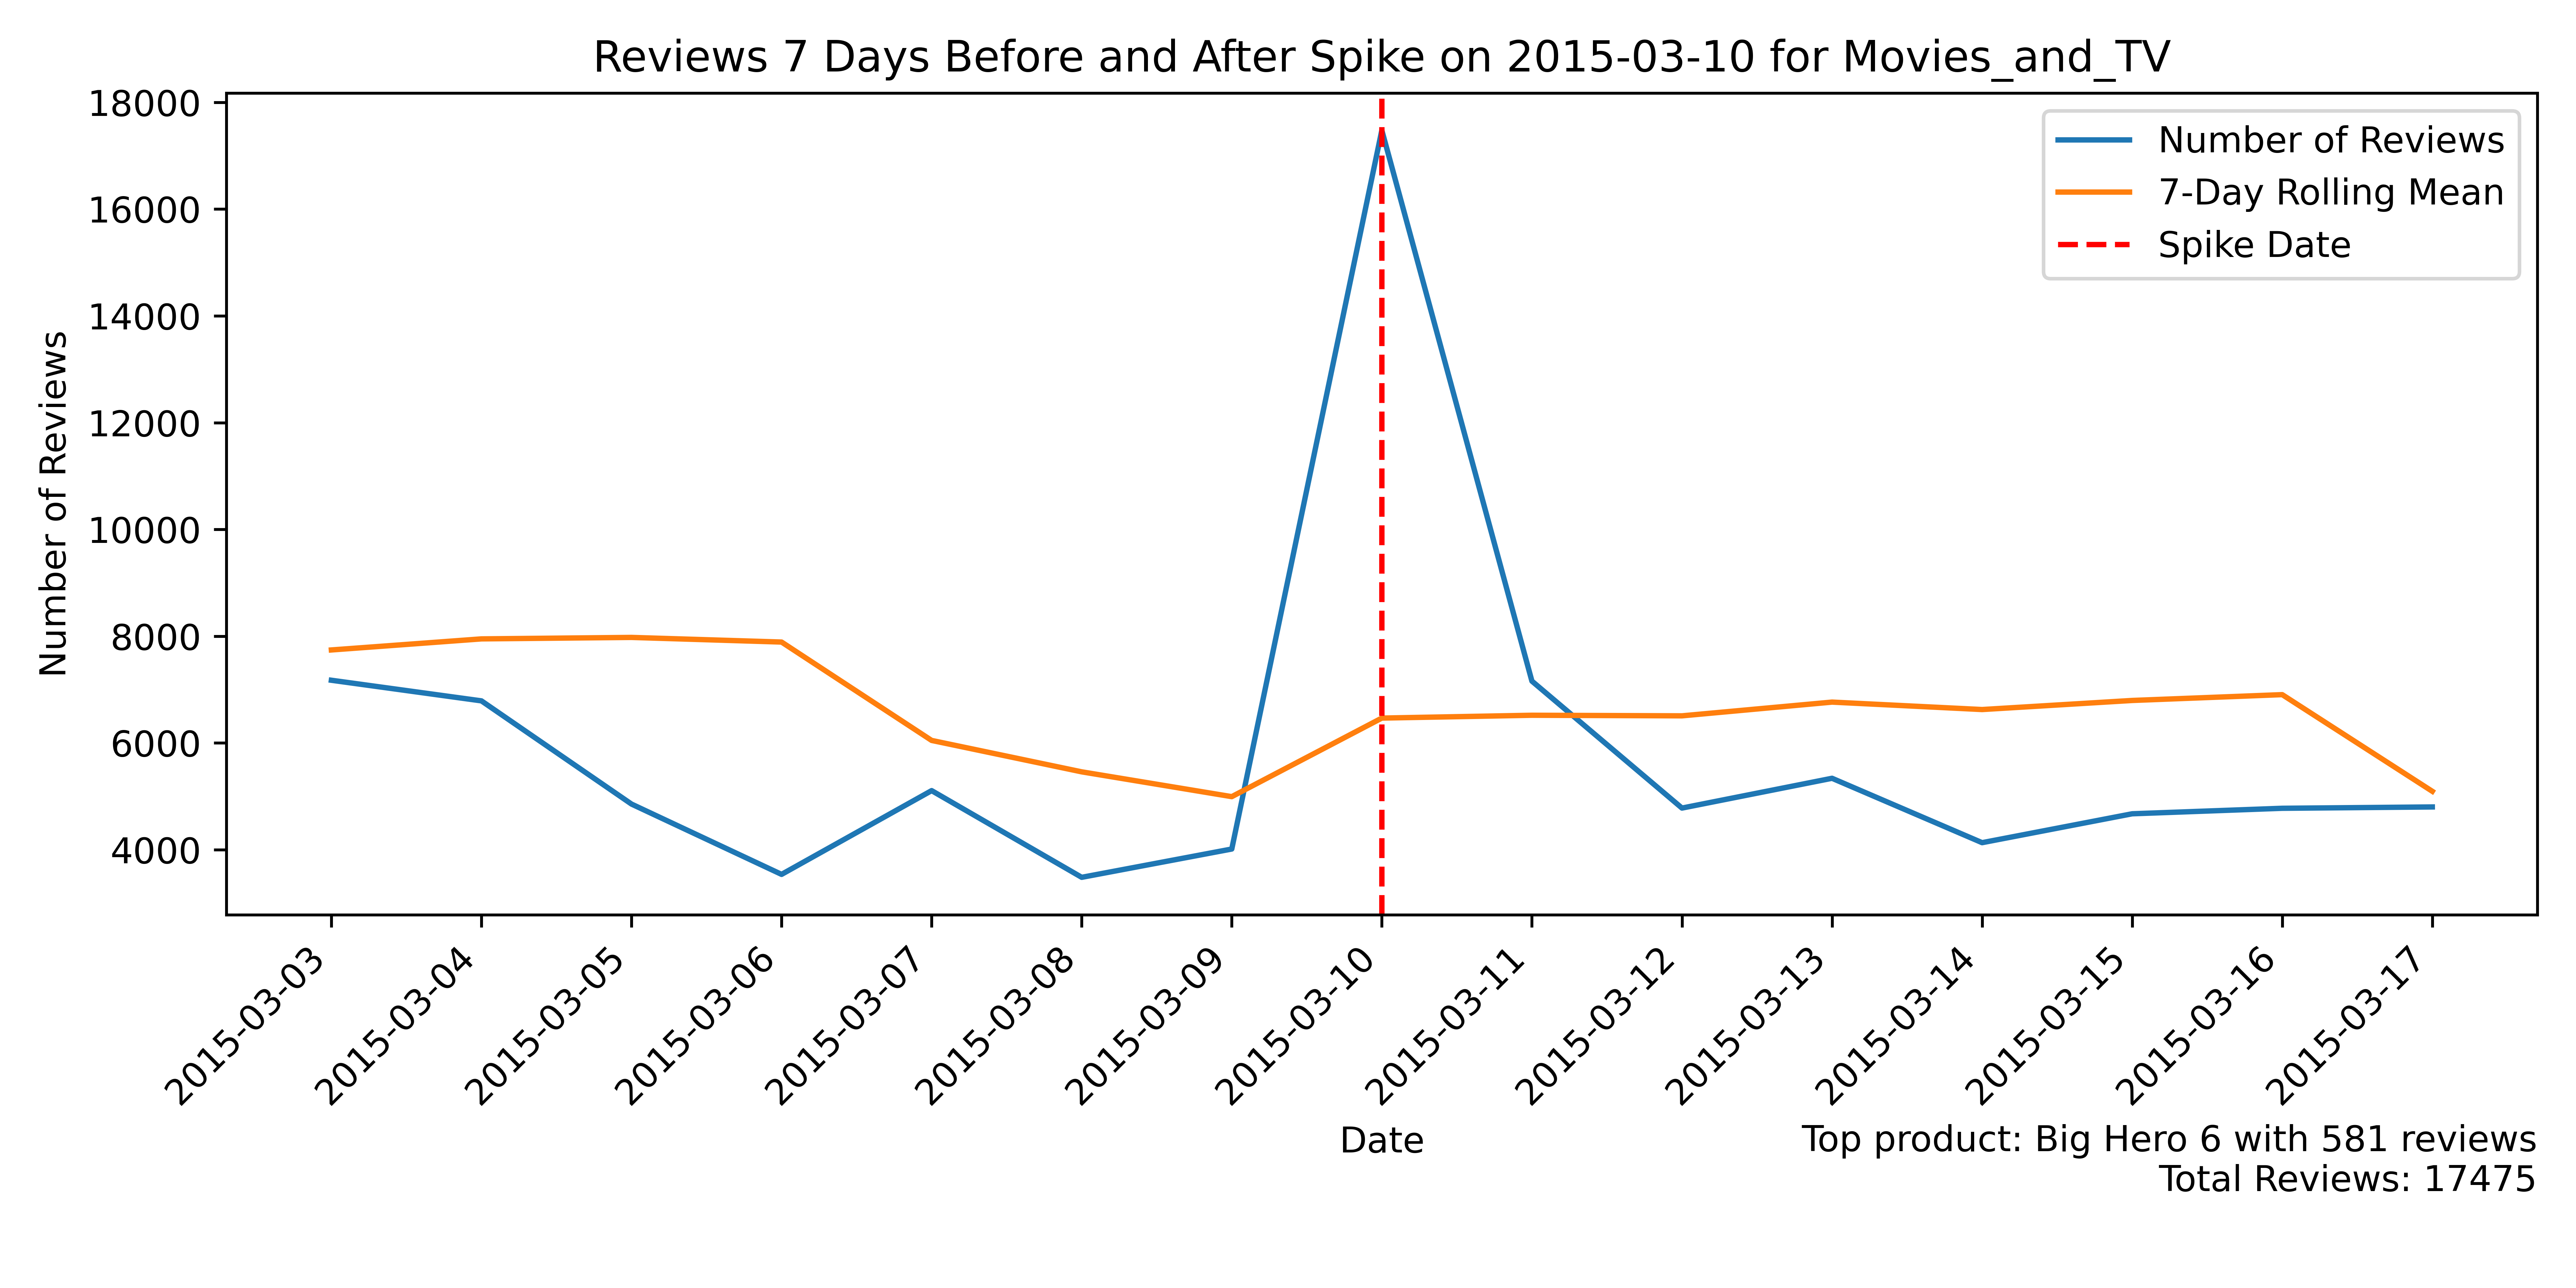 Reviews 7 Days Before and After Spike on 2015-03-10 for Movies_and_TV
18000
16000
14000
12000
10000
8000
6000
4000
Number of Reviews
Number of Reviews
7-Day Rolling Mean
Spike Date
2015-03-03
2015-03-04
2015-03-05
2015-03-06
2015-03-07
2015-03-08
2015-03-09
2015-03-10
2015-03-11
2015-03-12
2015-03-13
2015-03-14
2015-03-15
2015-03-16
2015-03-17
Date
Top product: Big Hero 6 with 581 reviews
Total Reviews: 17475